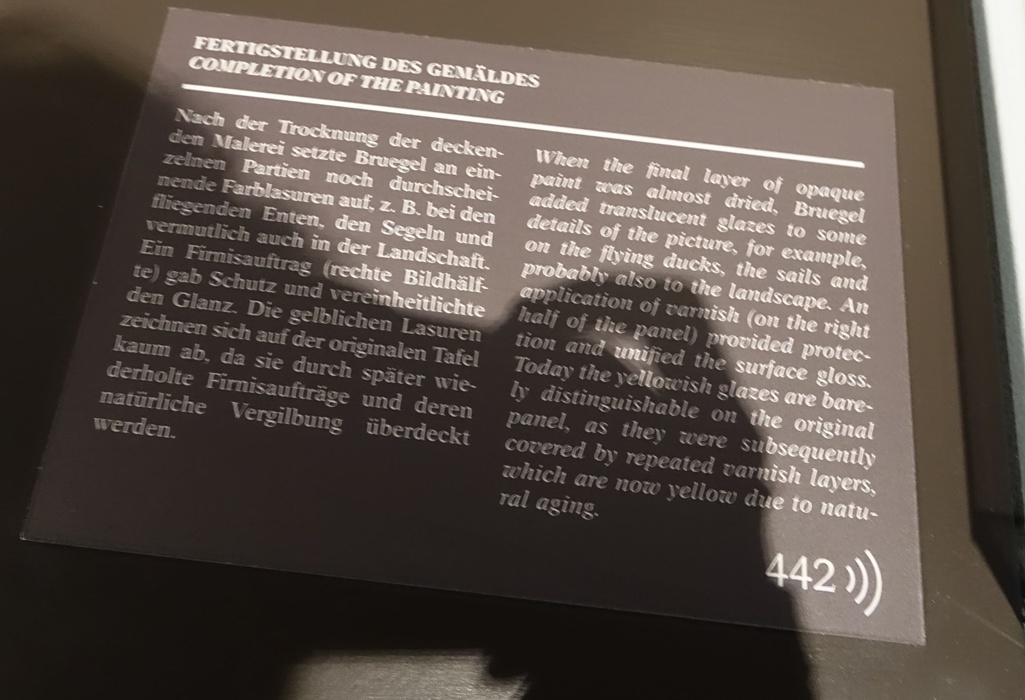 FERTIGSTELLUNG DES GEMÄLDES
COMPLETION OF THE PAINTING
Nach der Trocknung der decken-
den Malerei setzte Bruegel an ein-
zelnen Partien noch durchschei-
nende Farblasuren auf, z. B. bei den
fliegenden Enten, den Segeln und
vermutlich auch in der Landschaft.
Ein Firnisauftrag (rechte Bildhälf-
te) gab Schutz und vereinheitlichte
den Glanz. Die gelblichen Lasuren
zeichnen sich auf der originalen Tafel
kaum ab, da sie durch später wie-
derholte Firnisaufträge und deren
natürliche Vergilbung überdeckt
werden.
When the final layer of opaque
paint was almost dried, Bruegel
added translucent glazes to some
details of the picture, for example,
on the flying ducks, the sails and
probably also to the landscape. An
application of varnish (on the right
half of the panel) provided protec-
tion and unified the surface gloss.
Today the yellowish glazes are bare-
ly distinguishable on the original
panel, as they were subsequently
covered by repeated varnish layers,
which are now yellow due to natu-
ral aging.
442